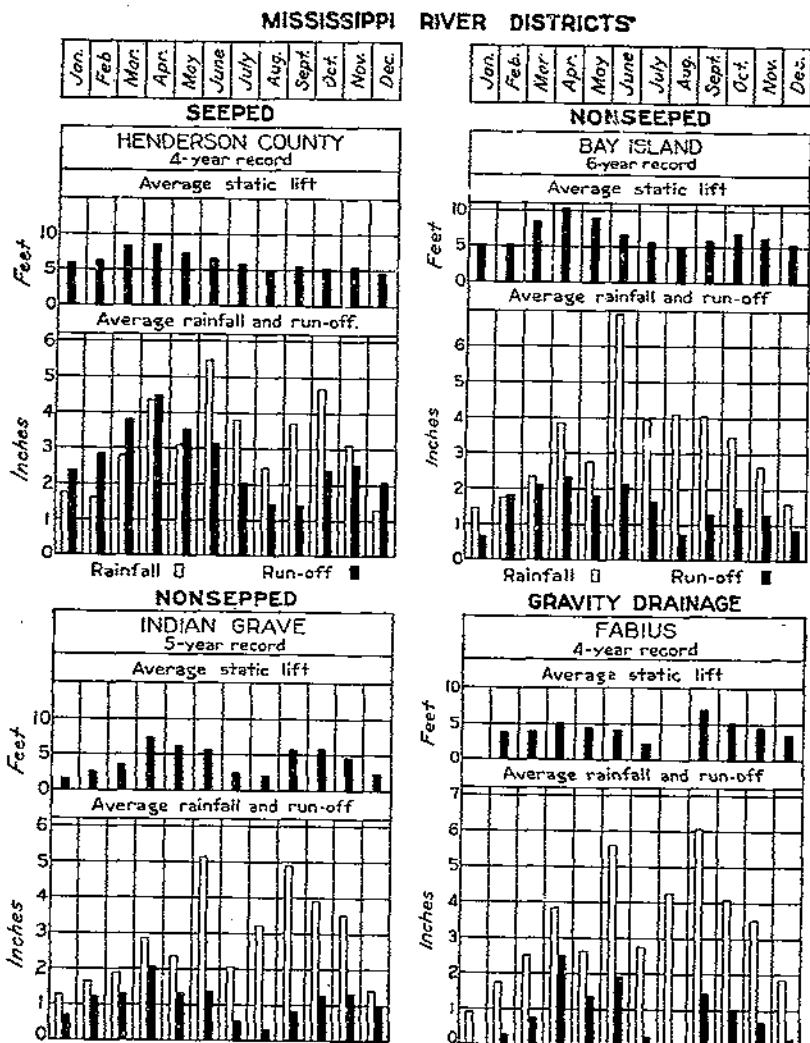 MISSISSIPPI RIVER DISTRICTS
Jan. Feb Mar. Apr. May June July Aug. Sept. Oct. Nov. Dec.
Jan. Feb. Mar. Apr. May June July Aug. Sept. Oct. Nov. Dec.
SEEPED
HENDERSON COUNTY
4-year record
Average static lift
Feet
10
5
0
Average rainfall and run-off.
Inches
6
5
4
3
2
1
0
Rainfall Run-off
NONSEEPED
BAY ISLAND
6-year record
Average static lift
Feet
10
5
0
Average rainfall and run-off
Inches
6
5
4
3
2
1
0
Rainfall Run-off
NONSEPPED
INDIAN GRAVE
5-year record
Average static lift
Feet
10
5
0
Average rainfall and run-off
Inches
6
5
4
3
2
1
0
GRAVITY DRAINAGE
FABIUS
4-year record
Average static lift
Feet
10
5
0
Average rainfall and run-off
Inches
7
6
5
4
3
2
1
0